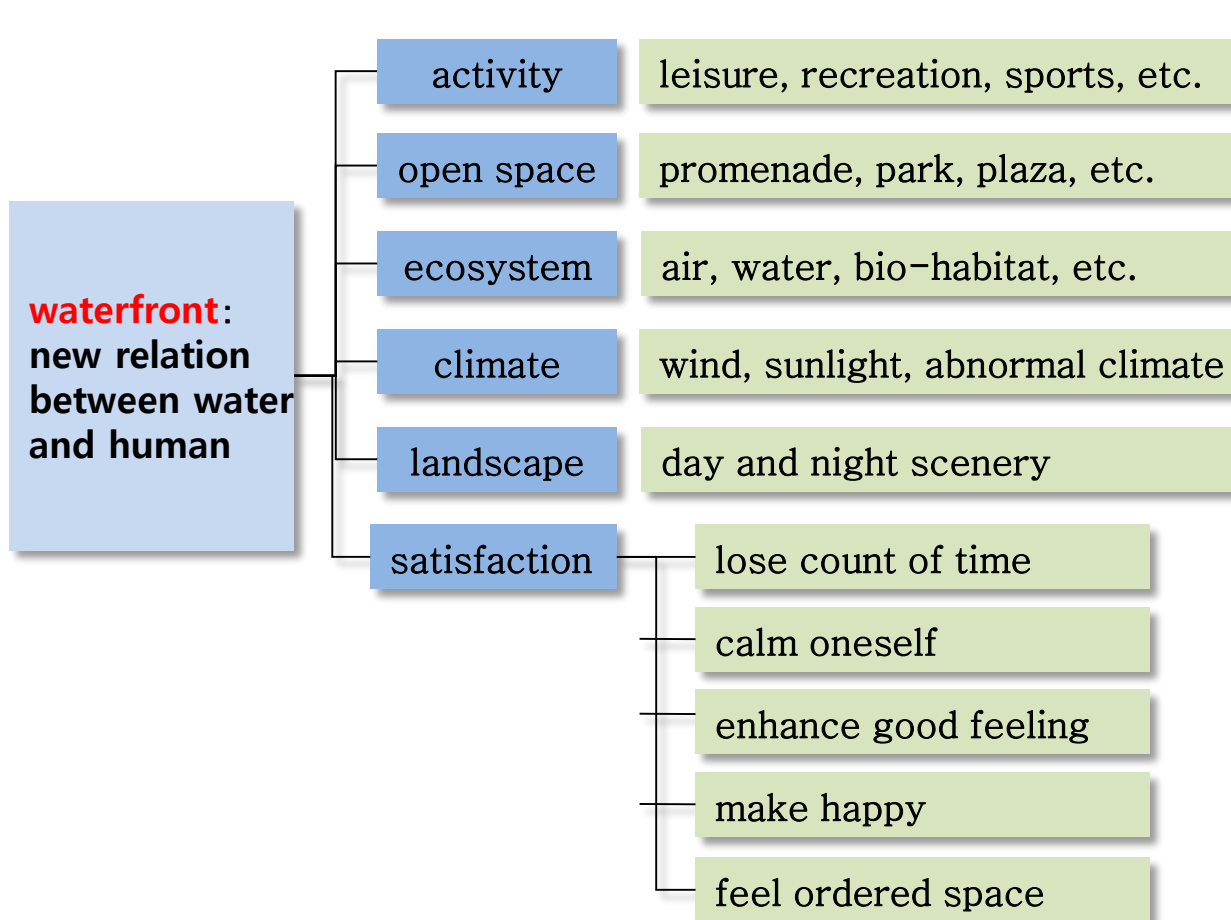 activity
leisure, recreation, sports, etc.
open space
promenade, park, plaza, etc.
ecosystem
air, water, bio-habitat, etc.
waterfront:
new relation
between water
and human
climate
wind, sunlight, abnormal climate
landscape
day and night scenery
satisfaction
lose count of time
calm oneself
enhance good feeling
make happy
feel ordered space